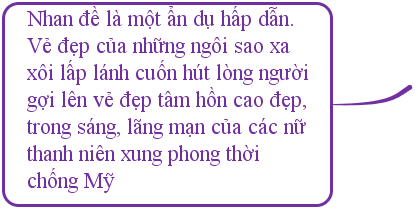 Nhan đề là một ẩn dụ hấp dẫn.
Vẻ đẹp của những ngôi sao xa
xôi lấp lánh cuốn hút lòng người
gợi lên vẻ đẹp tâm hồn cao đẹp,
trong sáng, lãng mạn của các nữ
thanh niên xung phong thời
chống Mỹ